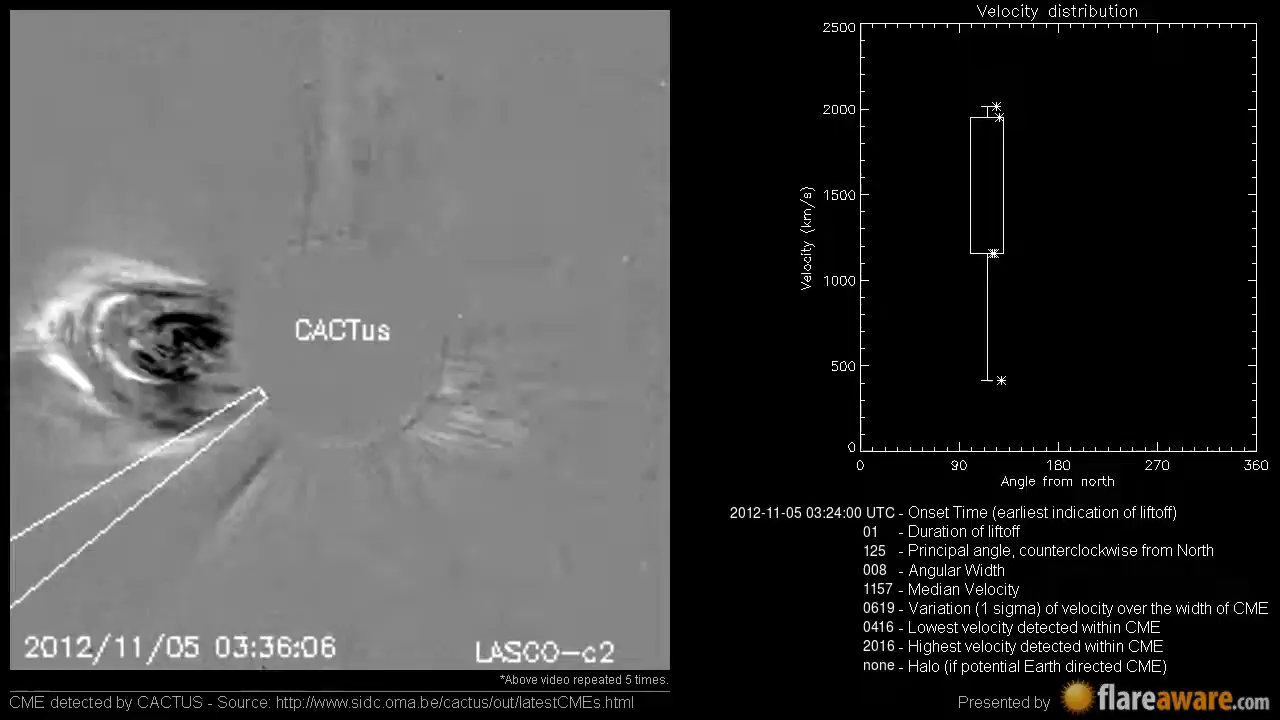 CACTus
2012/11/05 03:36:06
LASCO-c2
*Above video repeated 5 times.
CME detected by CACTUS - Source: http://www.sidc.oma.be/cactus/out/latestCMEs.html
Velocity distribution
2500
2000
1500
1000
500
0
Velocity (km/s)
0 90 180 270 360
Angle from north
2012-11-05 03:24:00 UTC - Onset Time (earliest indication of liftoff)
01 - Duration of liftoff
125 - Principal angle, counterclockwise from North
008 - Angular Width
1157 - Median Velocity
0619 - Variation (1 sigma) of velocity over the width of CME
0416 - Lowest velocity detected within CME
2016 - Highest velocity detected within CME
none - Halo (if potential Earth directed CME)
Presented by flareaware.com